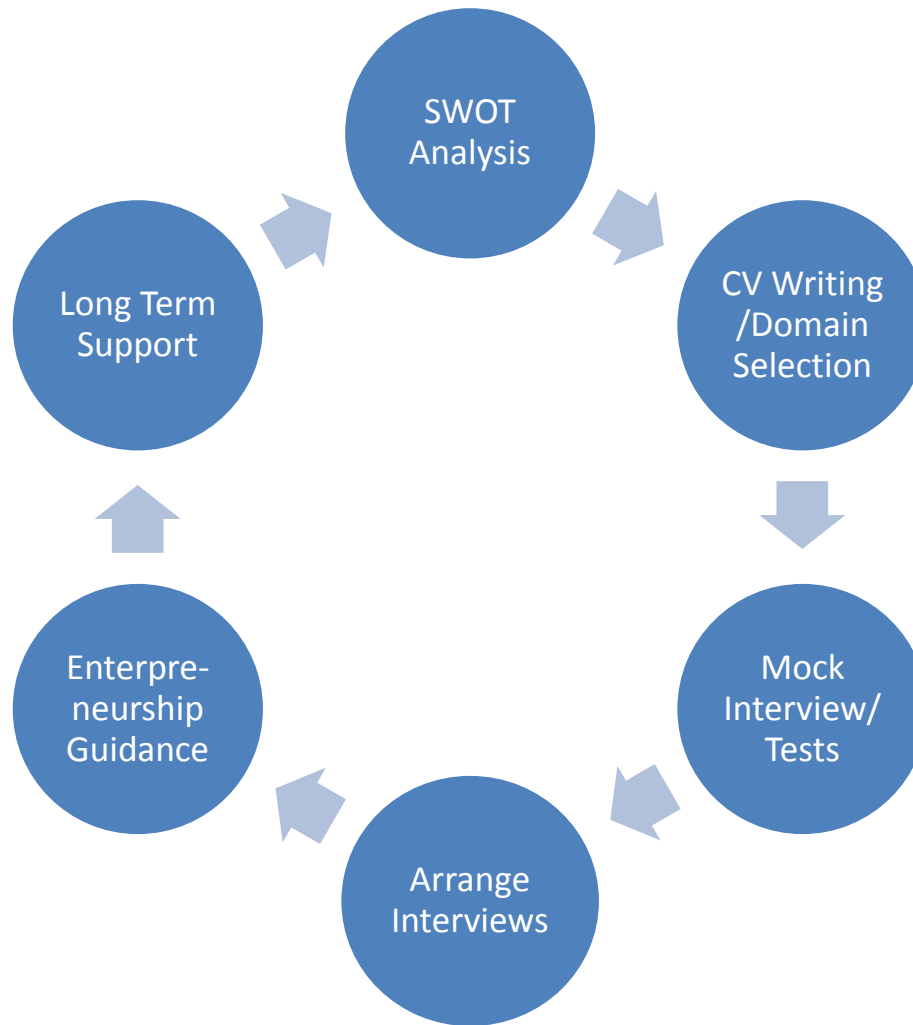 SWOT
Analysis
CV Writing
/Domain
Selection
Mock
Interview/
Tests
Arrange
Interviews
Enterpre-
neurship
Guidance
Long Term
Support